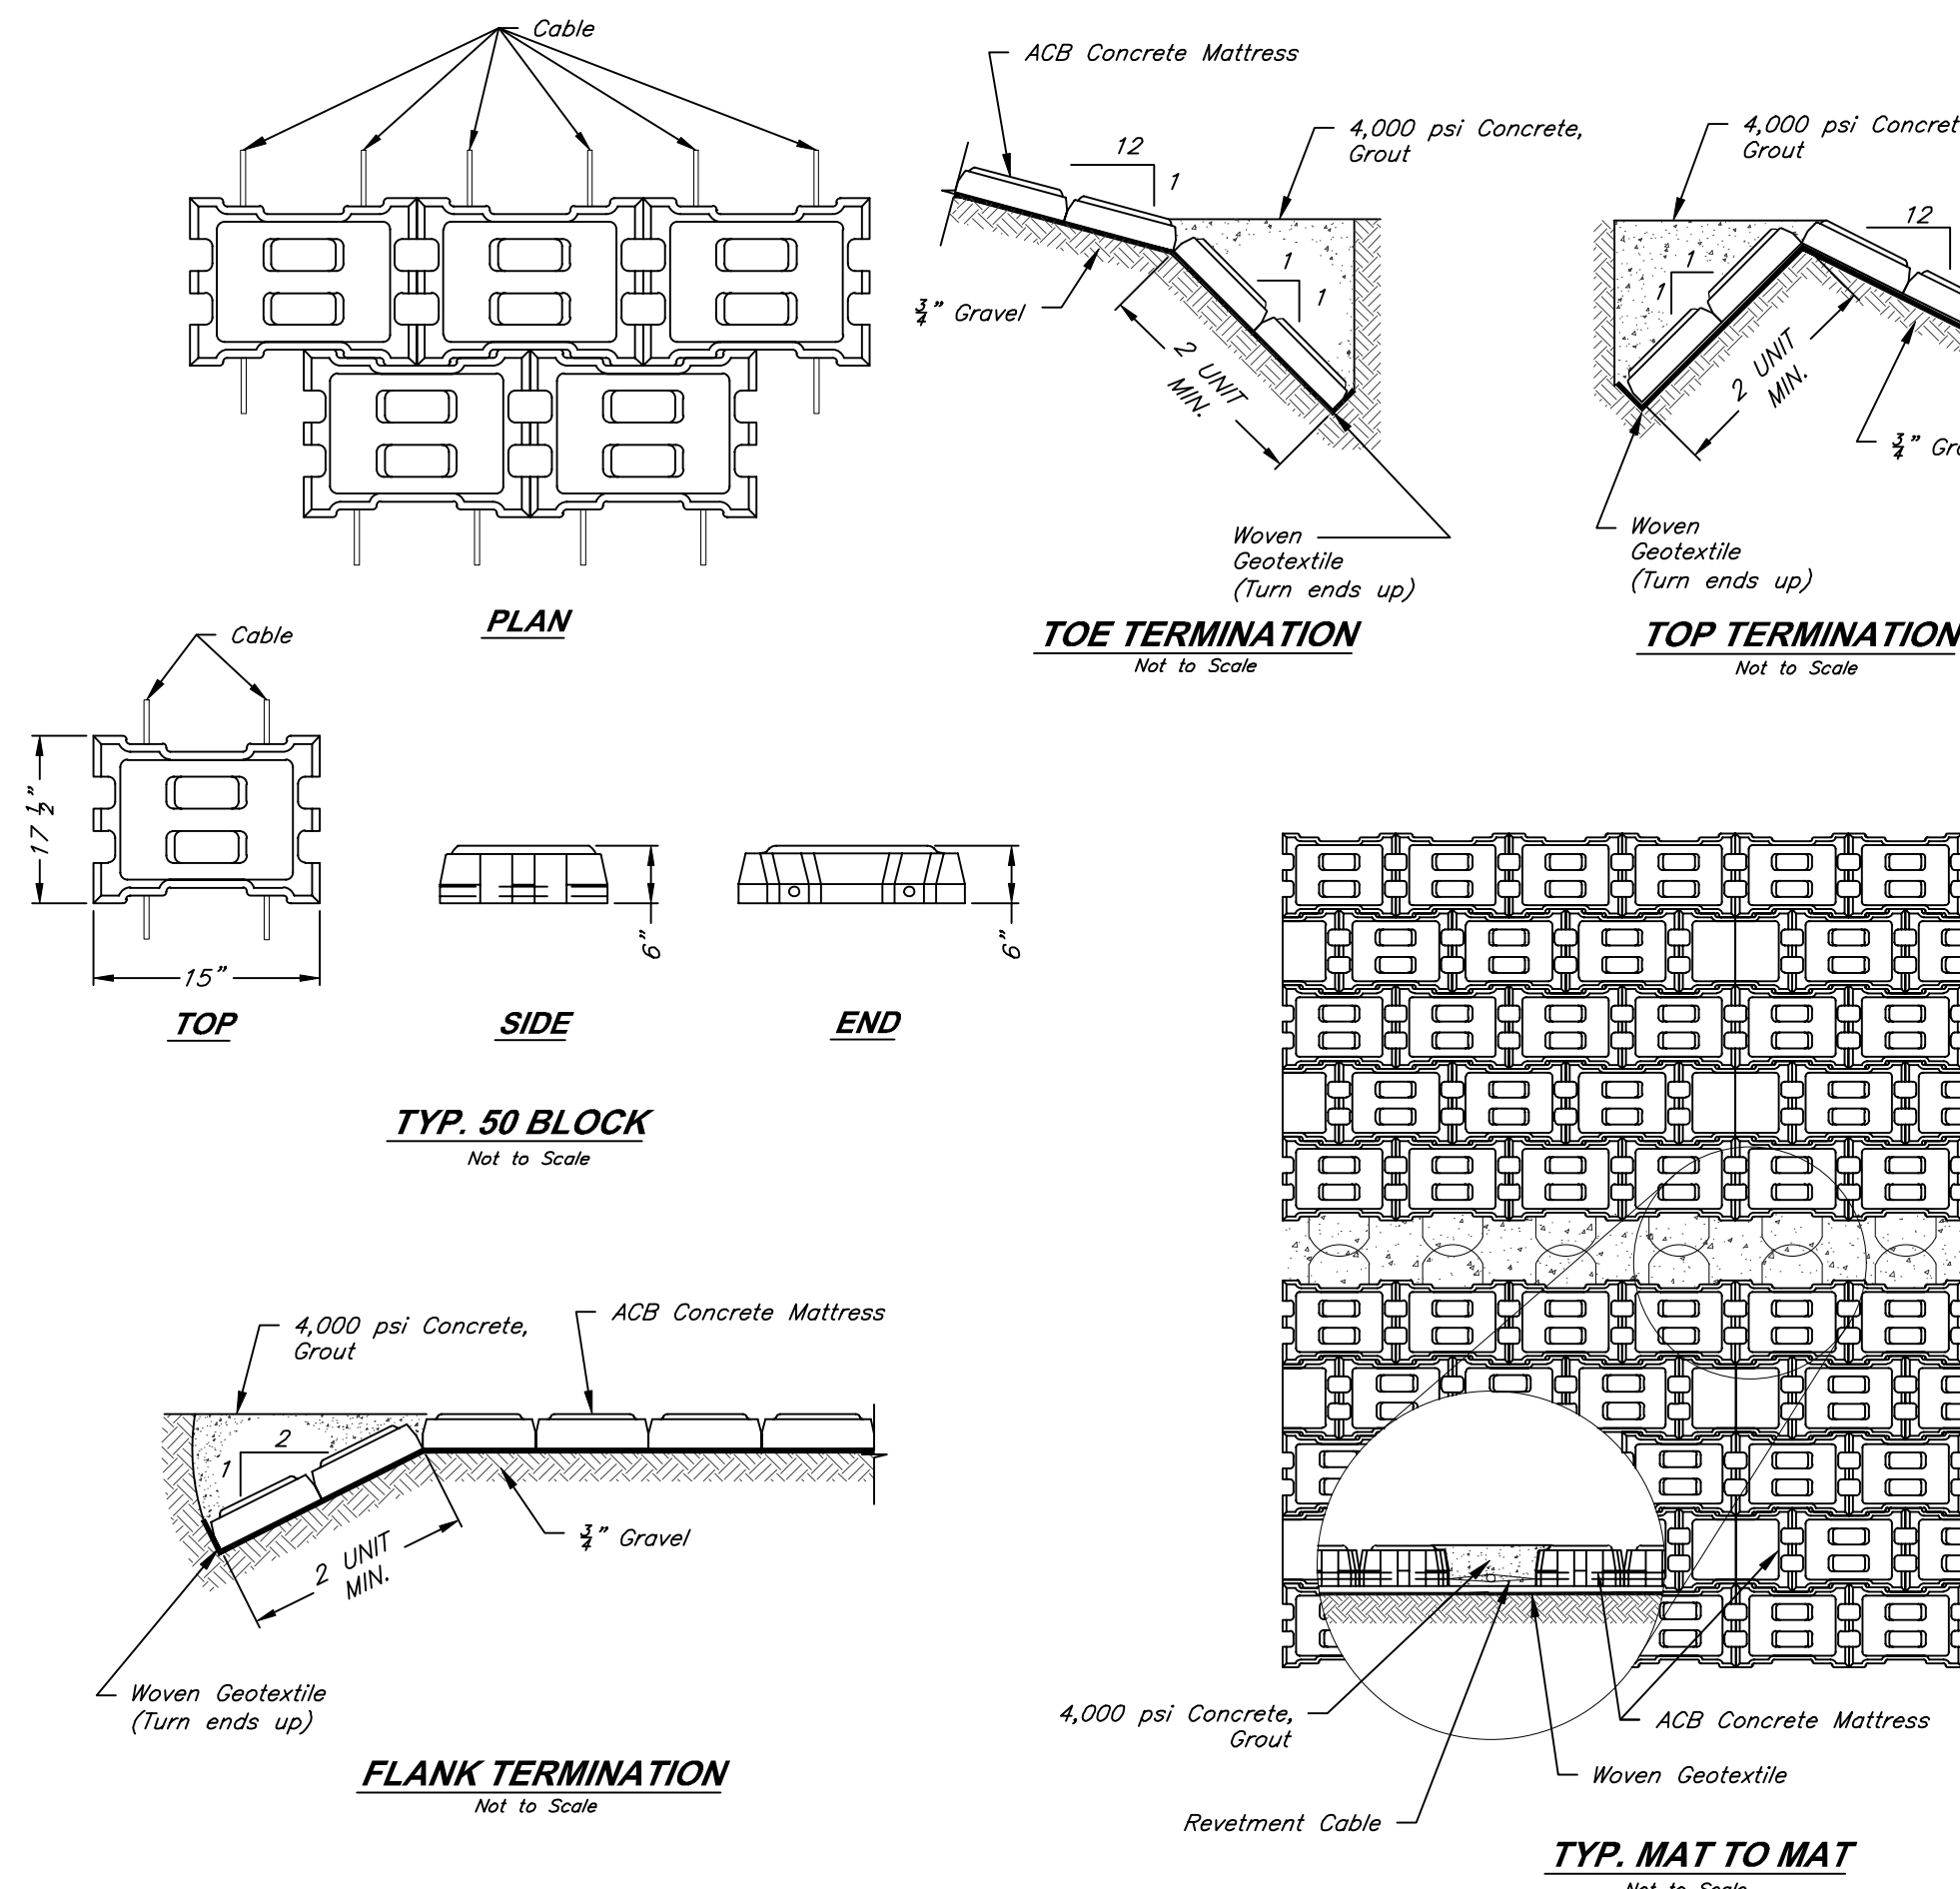 Cable
PLAN
ACB Concrete Mattress
12
1
4,000 psi Concrete,
Grout
1
1
¾" Gravel
2 UNIT
MIN.
Woven
Geotextile
(Turn ends up)
TOE TERMINATION
Not to Scale
4,000 psi Concret
Grout
12
1
1
2 UNIT
MIN.
¾" Gra
Woven
Geotextile
(Turn ends up)
TOP TERMINATION
Not to Scale
Cable
17 ½"
15"
TOP
6"
SIDE
6"
END
TYP. 50 BLOCK
Not to Scale
4,000 psi Concrete,
Grout
ACB Concrete Mattress
2
1
¾" Gravel
2 UNIT
MIN.
Woven Geotextile
(Turn ends up)
FLANK TERMINATION
Not to Scale
4,000 psi Concrete,
Grout
ACB Concrete Mattress
Woven Geotextile
Revetment Cable
TYP. MAT TO MAT
Not to Scale